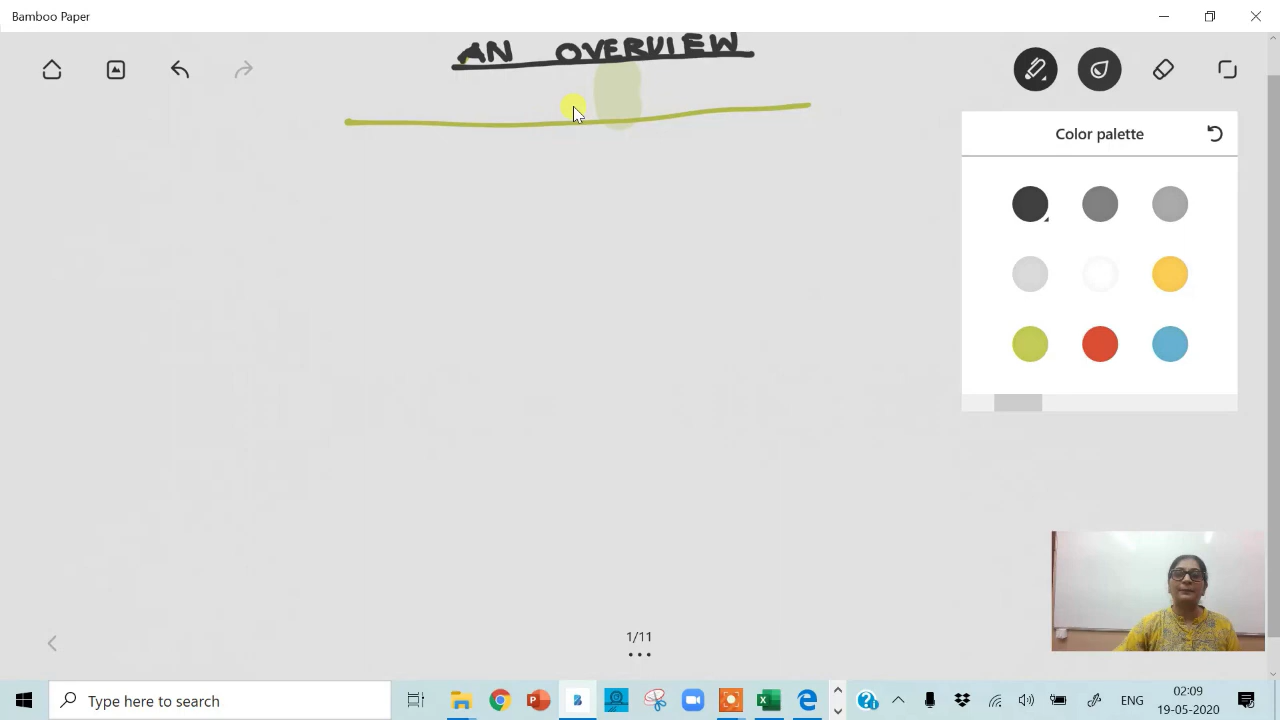 Bamboo Paper
AN OVERVIEW
Color palette
1/11
Type here to search
ENG
02:09
19-05-2020